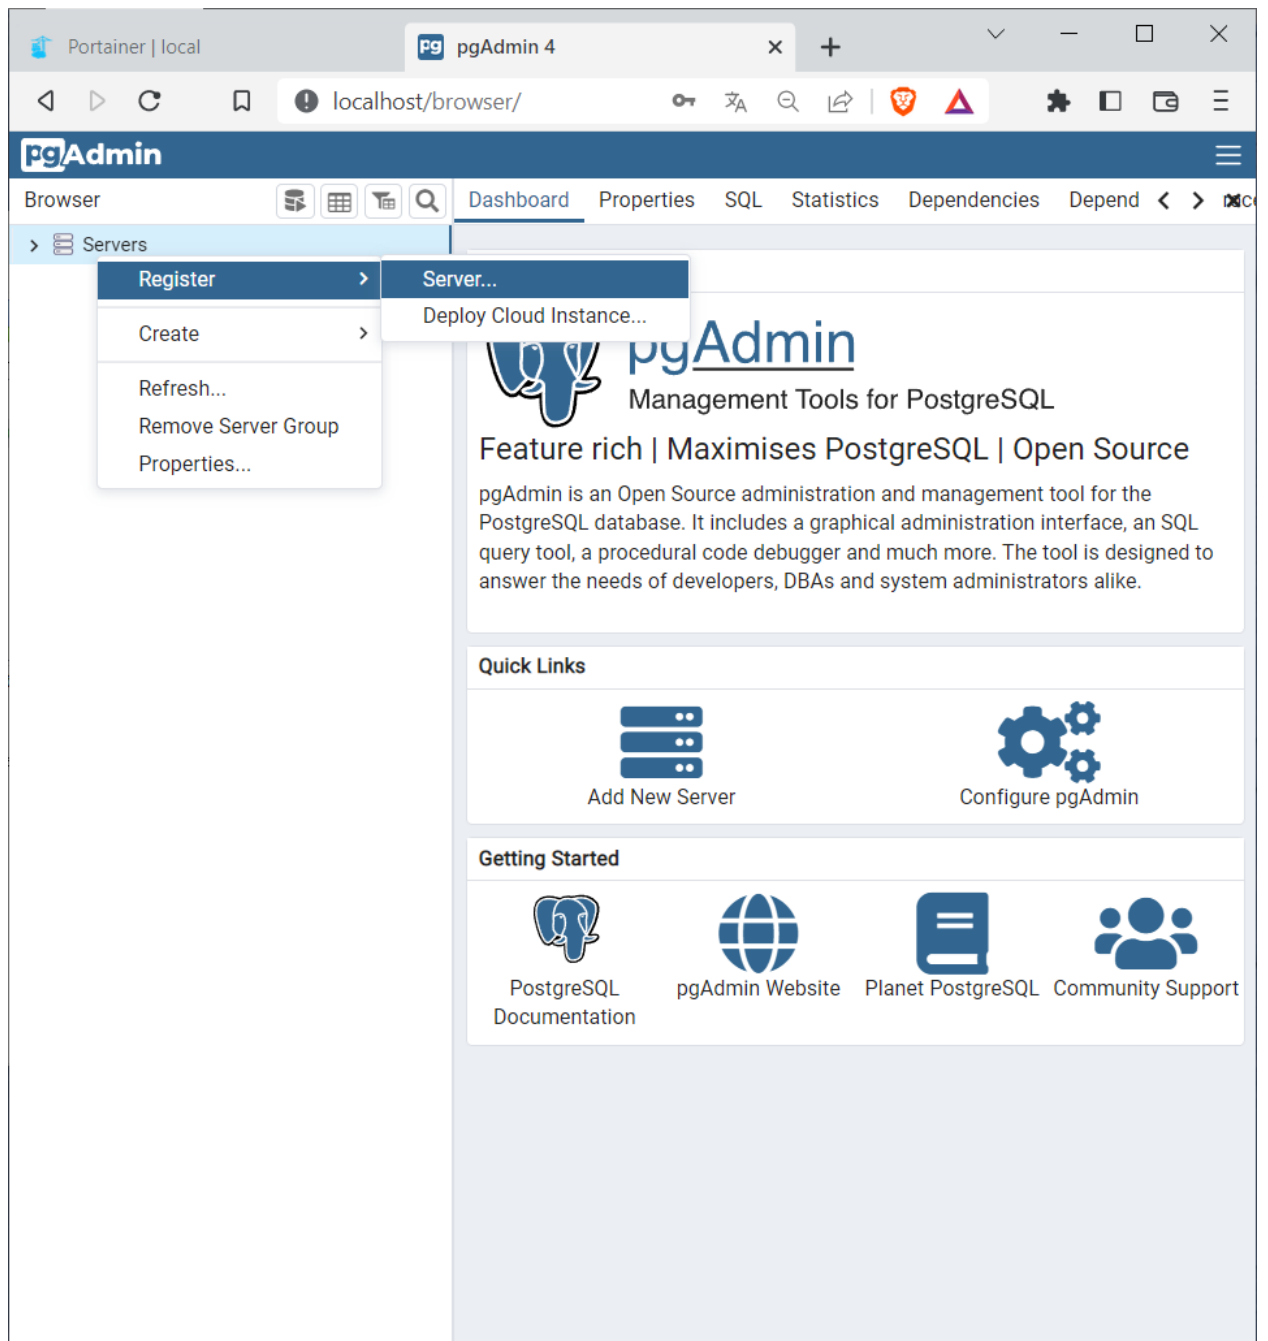 Portainer | local
pgAdmin 4
localhost/browser/
pgAdmin
Browser
Dashboard Properties SQL Statistics Dependencies Depend
Servers
Register
Server...
Deploy Cloud Instance...
Create
Refresh...
Remove Server Group
Properties...
pgAdmin
Management Tools for PostgreSQL
Feature rich | Maximises PostgreSQL | Open Source
pgAdmin is an Open Source administration and management tool for the
PostgreSQL database. It includes a graphical administration interface, an SQL
query tool, a procedural code debugger and much more. The tool is designed to
answer the needs of developers, DBAs and system administrators alike.
Quick Links
Add New Server
Configure pgAdmin
Getting Started
PostgreSQL
Documentation
pgAdmin Website
Planet PostgreSQL
Community Support